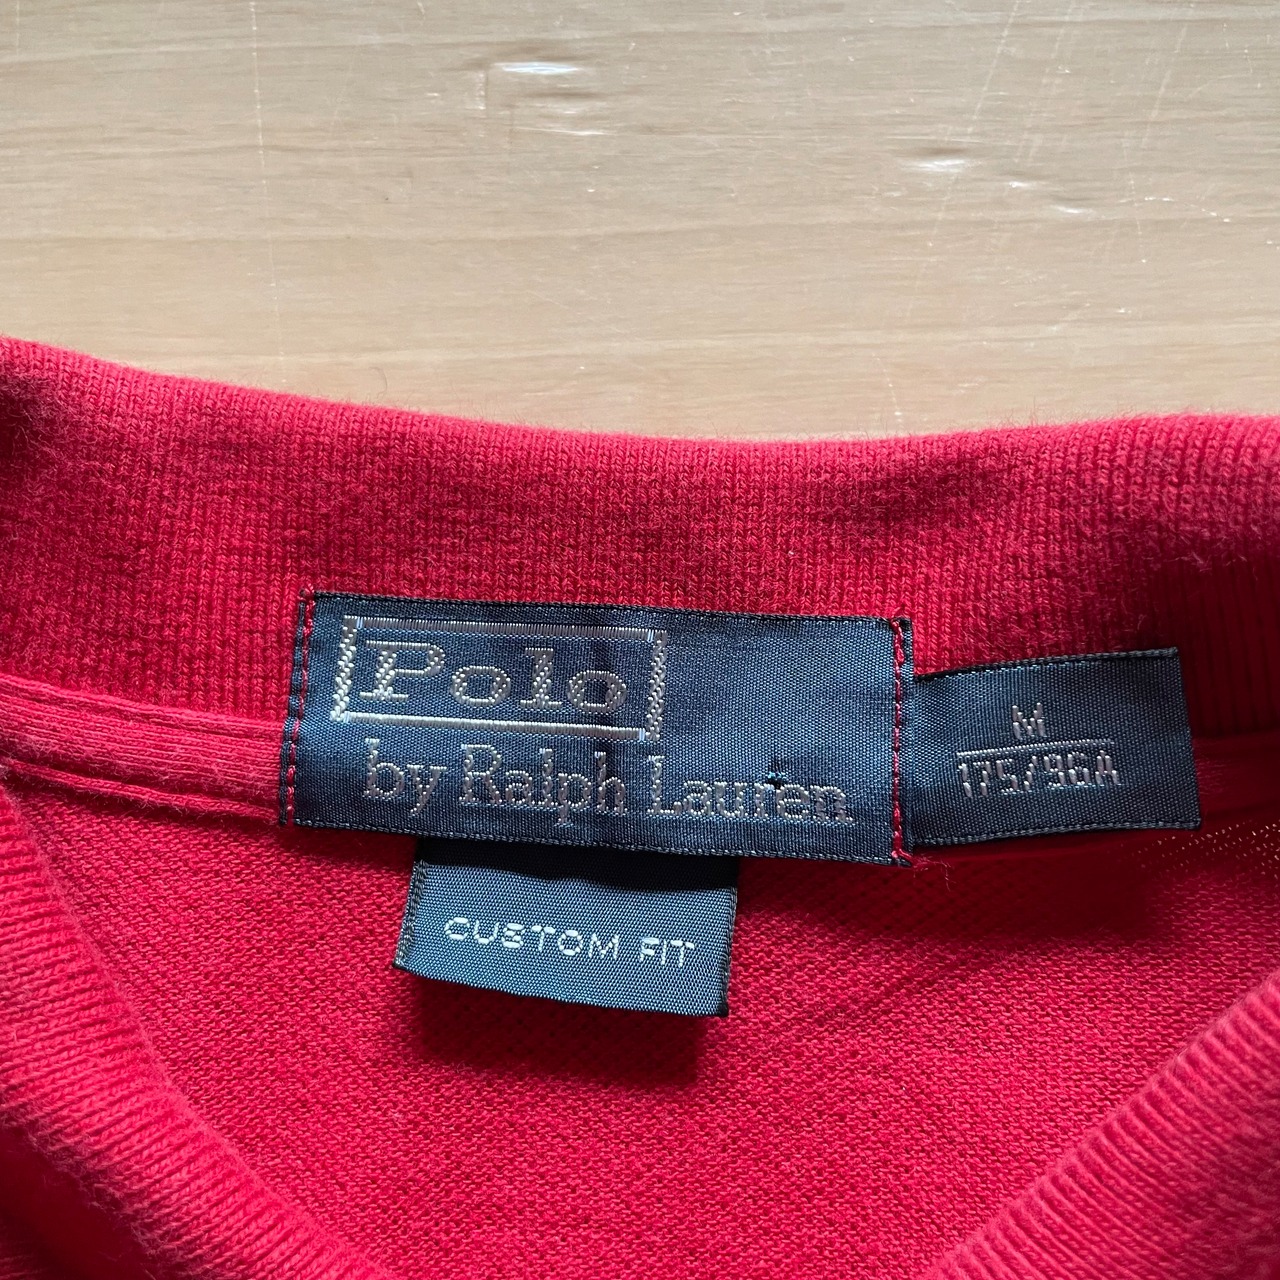 Polo
by Ralph Lauren
M
175/96A
CUSTOM FIT